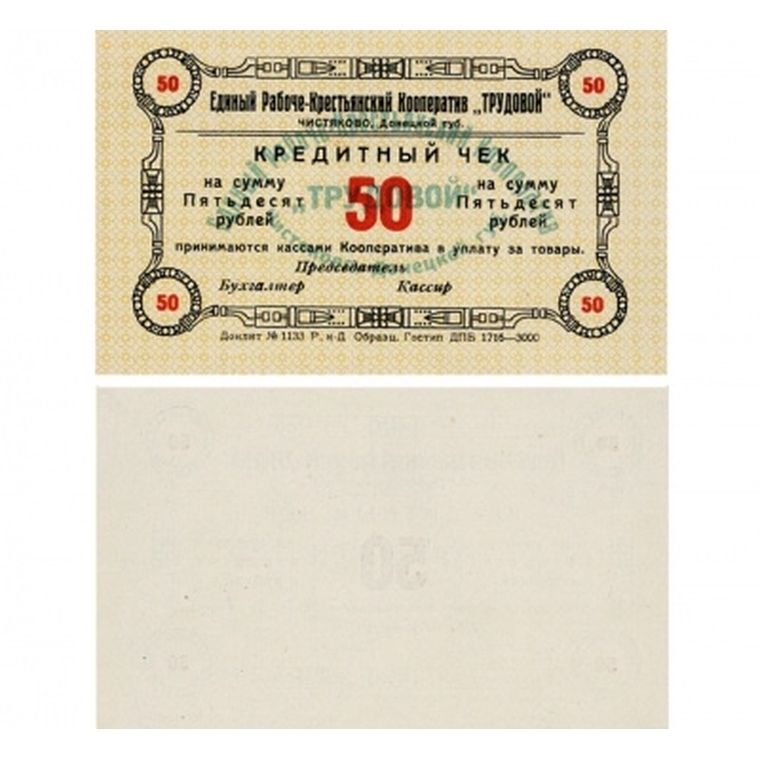 50 50
Единый Рабоче-Крестьянский Кооператив „ТРУДОВОЙ"
ЧИСТЯКОВО, Донецкой губ.
КРЕДИТНЫЙ ЧЕК
на сумму 50 на сумму
Пятьдесят „ТРУДОВОЙ" Пятьдесят
рублей рублей
принимаются кассами Кооператива в уплату за товары.
Председатель
Бухгалтер Кассир
50 50
Донлит № 1133 Р. н-Д Образц. Гостип ДПБ 1716—3000